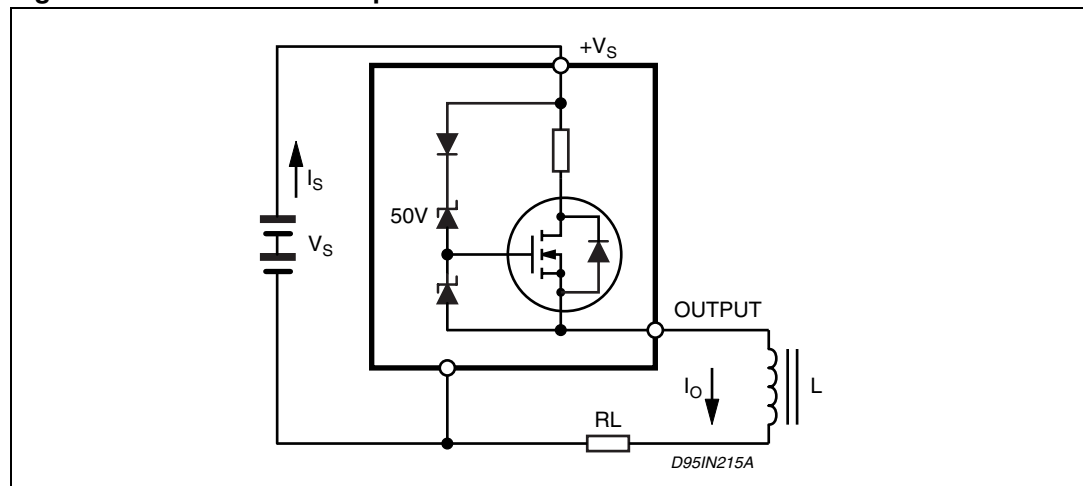 +VS
IS
50V
VS
OUTPUT
IO
L
RL
D95IN215A